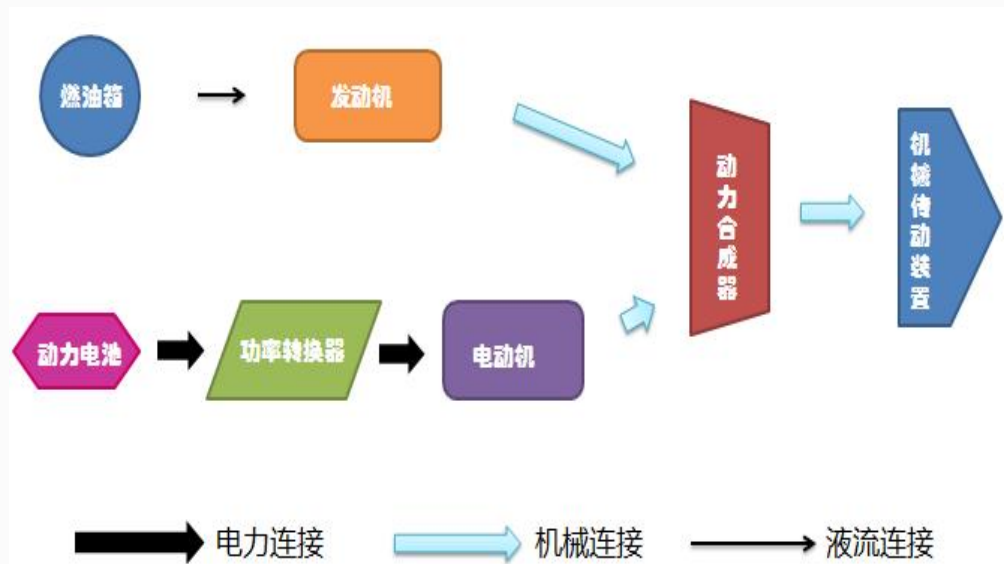 燃油箱
发动机
动力合成器
机械传动装置
动力电池
功率转换器
电动机
电力连接
机械连接
液流连接